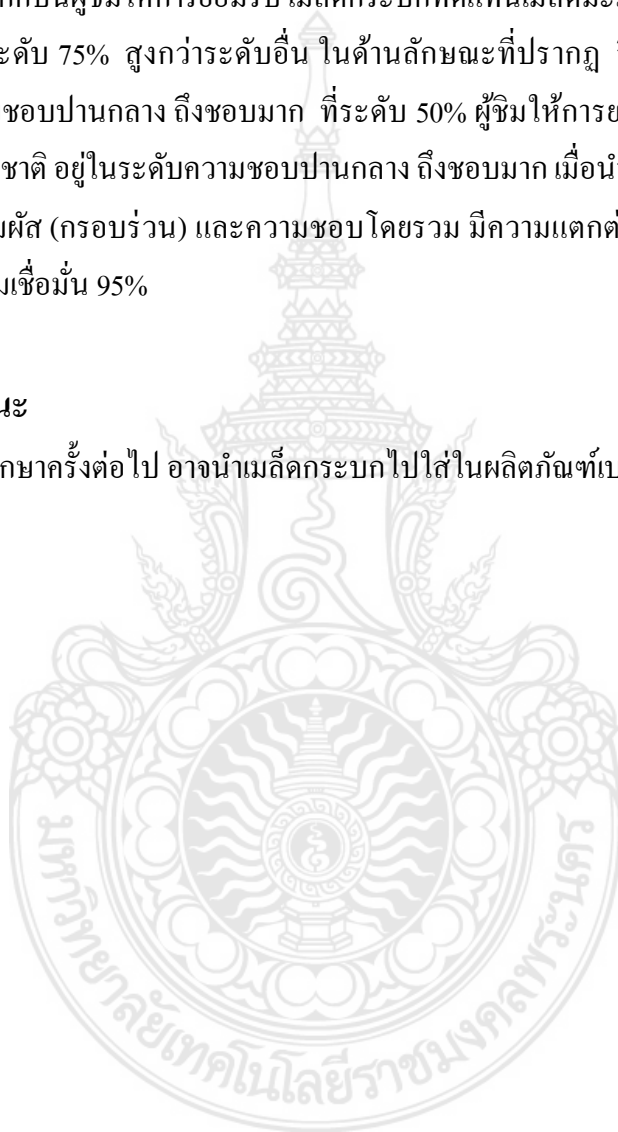 ระดับ 75% สูงกว่าระดับอื่น ในด้านลักษณะที่ปรากฏ
ชอบปานกลาง ถึงชอบมาก ที่ระดับ 50% ผู้ชิมให้การย
ชาติ อยู่ในระดับความชอบปานกลาง ถึงชอบมาก เมื่อนำ
มผัส (กรอบร่วน) และความชอบโดยรวม มีความแตกต่
มเชื่อมั่น 95%
นะ
กษาครั้งต่อไป อาจนำเมล็ดกระบกไปใส่ในผลิตภัณฑ์เบ
มหาวิทยาลัยเทคโนโลยีราชมงคลพระนคร